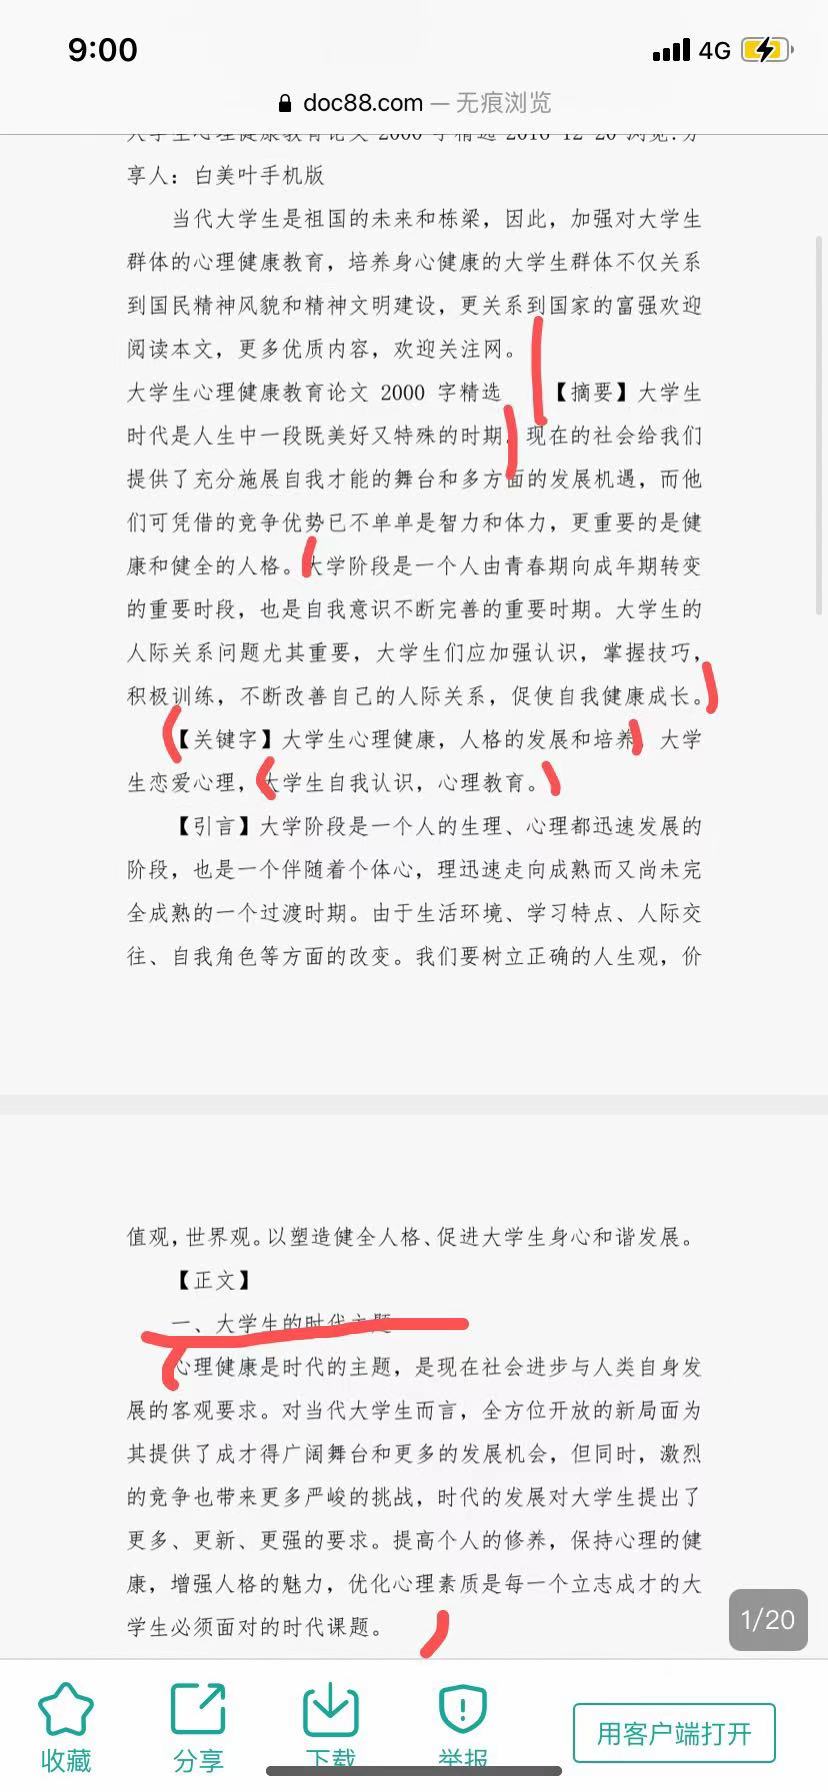 9:00
4G
doc88.com — 无痕浏览
大学生心理健康教育论文 2000 字精选 2016-12-20 浏览:分
享人：白美叶手机版
当代大学生是祖国的未来和栋梁，因此，加强对大学生
群体的心理健康教育，培养身心健康的大学生群体不仅关系
到国民精神风貌和精神文明建设，更关系到国家的富强欢迎
阅读本文，更多优质内容，欢迎关注网。
大学生心理健康教育论文 2000 字精选 【摘要】大学生
时代是人生中一段既美好又特殊的时期，现在的社会给我们
提供了充分施展自我才能的舞台和多方面的发展机遇，而他
们可凭借的竞争优势已不单单是智力和体力，更重要的是健
康和健全的人格。大学阶段是一个人由青春期向成年期转变
的重要时段，也是自我意识不断完善的重要时期。大学生的
人际关系问题尤其重要，大学生们应加强认识，掌握技巧，
积极训练，不断改善自己的人际关系，促使自我健康成长。
【关键字】大学生心理健康，人格的发展和培养，大学
生恋爱心理，大学生自我认识，心理教育。
【引言】大学阶段是一个人的生理、心理都迅速发展的
阶段，也是一个伴随着个体心，理迅速走向成熟而又尚未完
全成熟的一个过渡时期。由于生活环境、学习特点、人际交
往、自我角色等方面的改变。我们要树立正确的人生观，价
值观，世界观。以塑造健全人格、促进大学生身心和谐发展。
【正文】
一、大学生的时代主题
心理健康是时代的主题，是现在社会进步与人类自身发
展的客观要求。对当代大学生而言，全方位开放的新局面为
其提供了成才得广阔舞台和更多的发展机会，但同时，激烈
的竞争也带来更多严峻的挑战，时代的发展对大学生提出了
更多、更新、更强的要求。提高个人的修养，保持心理的健
康，增强人格的魅力，优化心理素质是每一个立志成才的大
学生必须面对的时代课题。
1/20
收藏
分享
下载
举报
用客户端打开